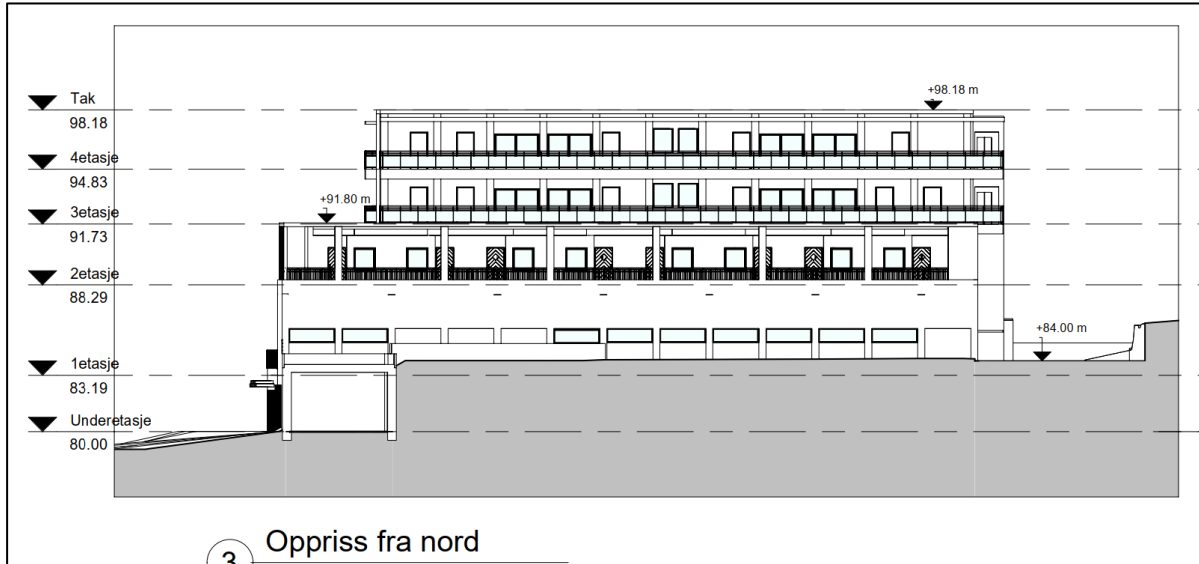 Tak
98.18
+98.18 m
4etasje
94.83
3etasje
91.73
+91.80 m
2etasje
88.29
1etasje
83.19
+84.00 m
Underetasje
80.00
3
Oppriss fra nord